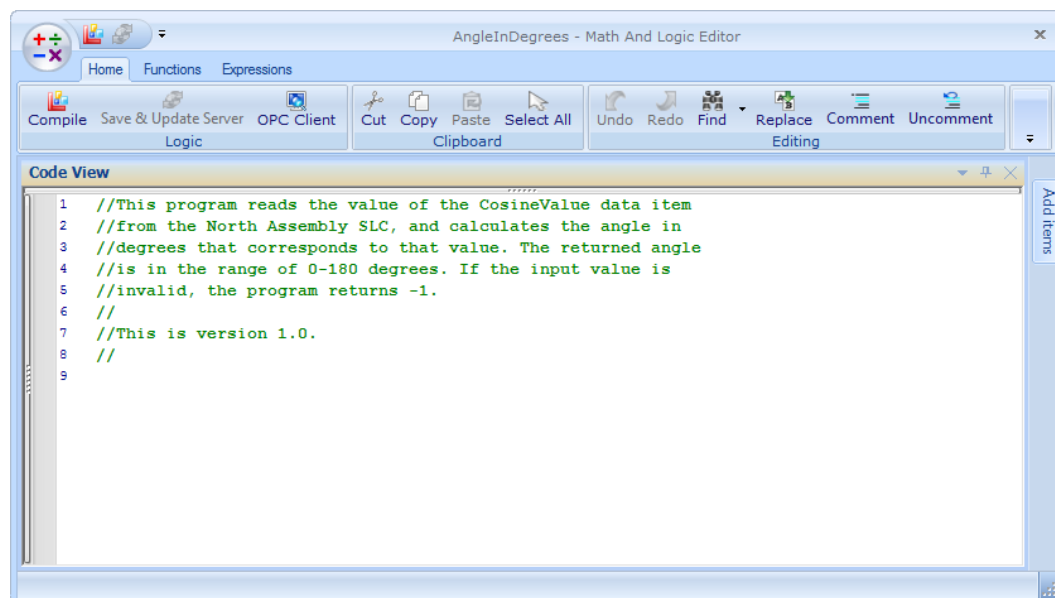 AngleInDegrees - Math And Logic Editor
Home Functions Expressions
Compile Save & Update Server OPC Client Cut Copy Paste Select All Undo Redo Find Replace Comment Uncomment
Logic Clipboard Editing
Code View
Add items
1 //This program reads the value of the CosineValue data item
2 //from the North Assembly SLC, and calculates the angle in
3 //degrees that corresponds to that value. The returned angle
4 //is in the range of 0-180 degrees. If the input value is
5 //invalid, the program returns -1.
6 //
7 //This is version 1.0.
8 //
9